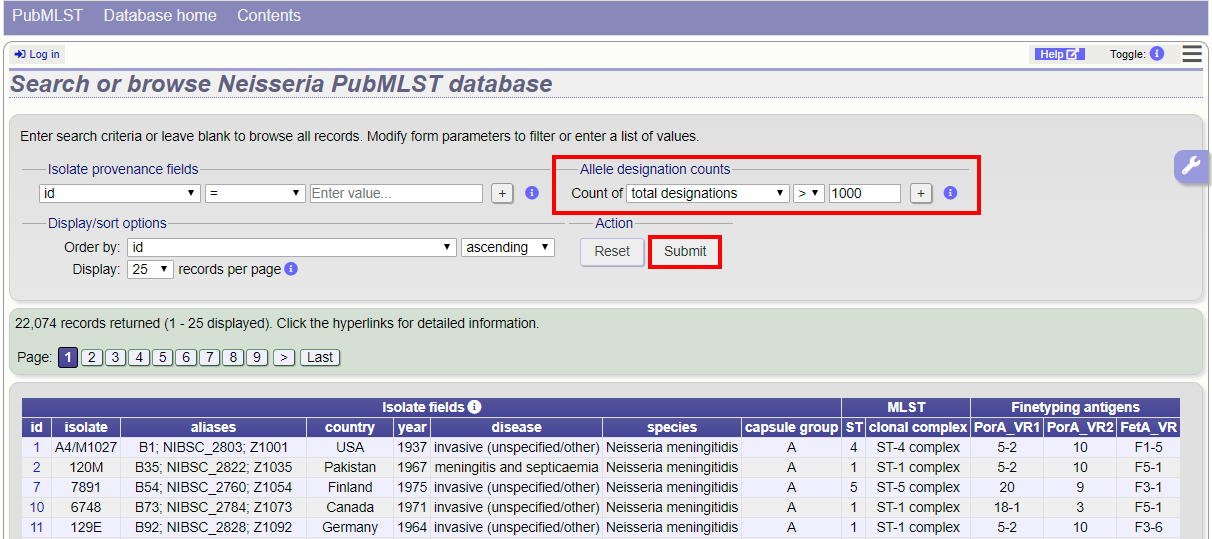 PubMLST Database home Contents
Log in Help Toggle:
Search or browse Neisseria PubMLST database
Enter search criteria or leave blank to browse all records. Modify form parameters to filter or enter a list of values.
Isolate provenance fields Allele designation counts
id = Enter value... + Count of total designations > 1000 +
Display/sort options Action
Order by: id ascending Reset Submit
Display: 25 records per page
22,074 records returned (1 - 25 displayed). Click the hyperlinks for detailed information.
Page: 1 2 3 4 5 6 7 8 9 > Last
Isolate fields MLST Finetyping antigens
id isolate aliases country year disease species capsule group ST clonal complex PorA_VR1 PorA_VR2 FetA_VR
1 A4/M1027 B1; NIBSC_2803; Z1001 USA 1937 invasive (unspecified/other) Neisseria meningitidis A 4 ST-4 complex 5-2 10 F1-5
2 120M B35; NIBSC_2822; Z1035 Pakistan 1967 meningitis and septicaemia Neisseria meningitidis A 1 ST-1 complex 5-2 10 F5-1
7 7891 B54; NIBSC_2760; Z1054 Finland 1975 invasive (unspecified/other) Neisseria meningitidis A 5 ST-5 complex 20 9 F3-1
10 6748 B73; NIBSC_2784; Z1073 Canada 1971 invasive (unspecified/other) Neisseria meningitidis A 1 ST-1 complex 18-1 3 F5-1
11 129E B92; NIBSC_2828; Z1092 Germany 1964 invasive (unspecified/other) Neisseria meningitidis A 1 ST-1 complex 5-2 10 F3-6